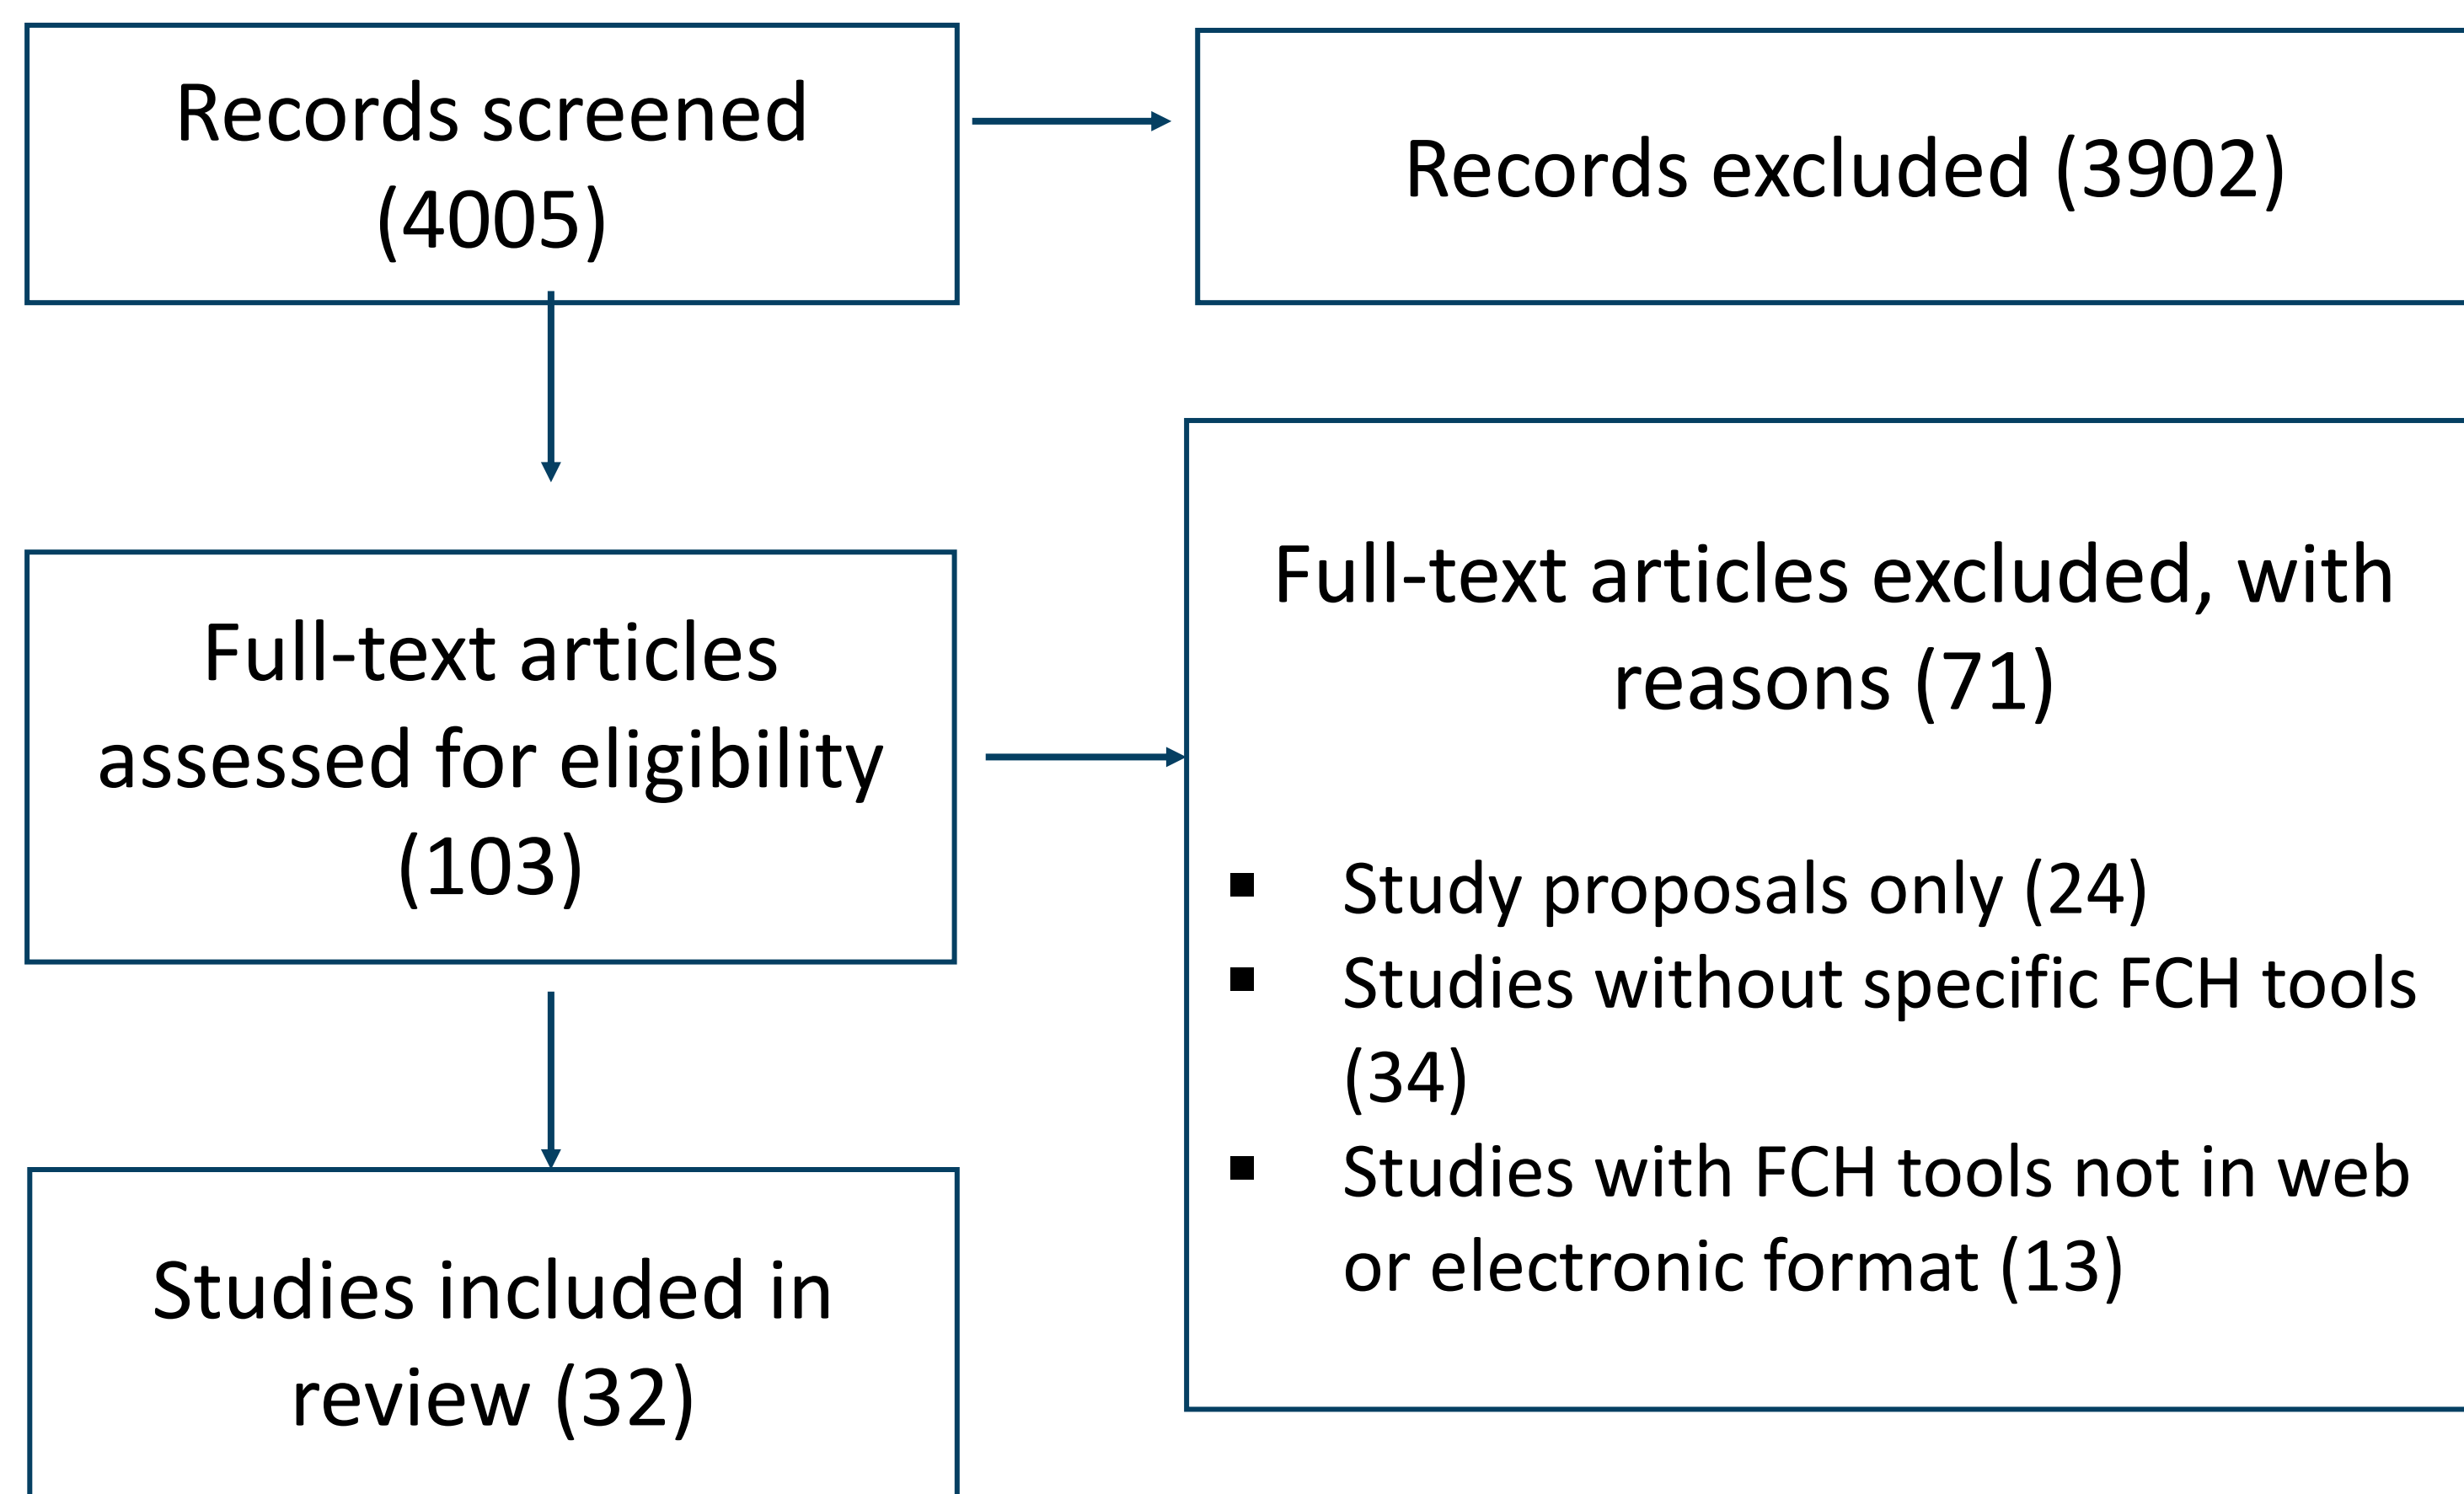 Records screened
(4005)
Records excluded (3902)
Full-text articles
assessed for eligibility
(103)
Full-text articles excluded, with
reasons (71)
▪ Study proposals only (24)
▪ Studies without specific FCH tools
(34)
▪ Studies with FCH tools not in web
or electronic format (13)
Studies included in
review (32)